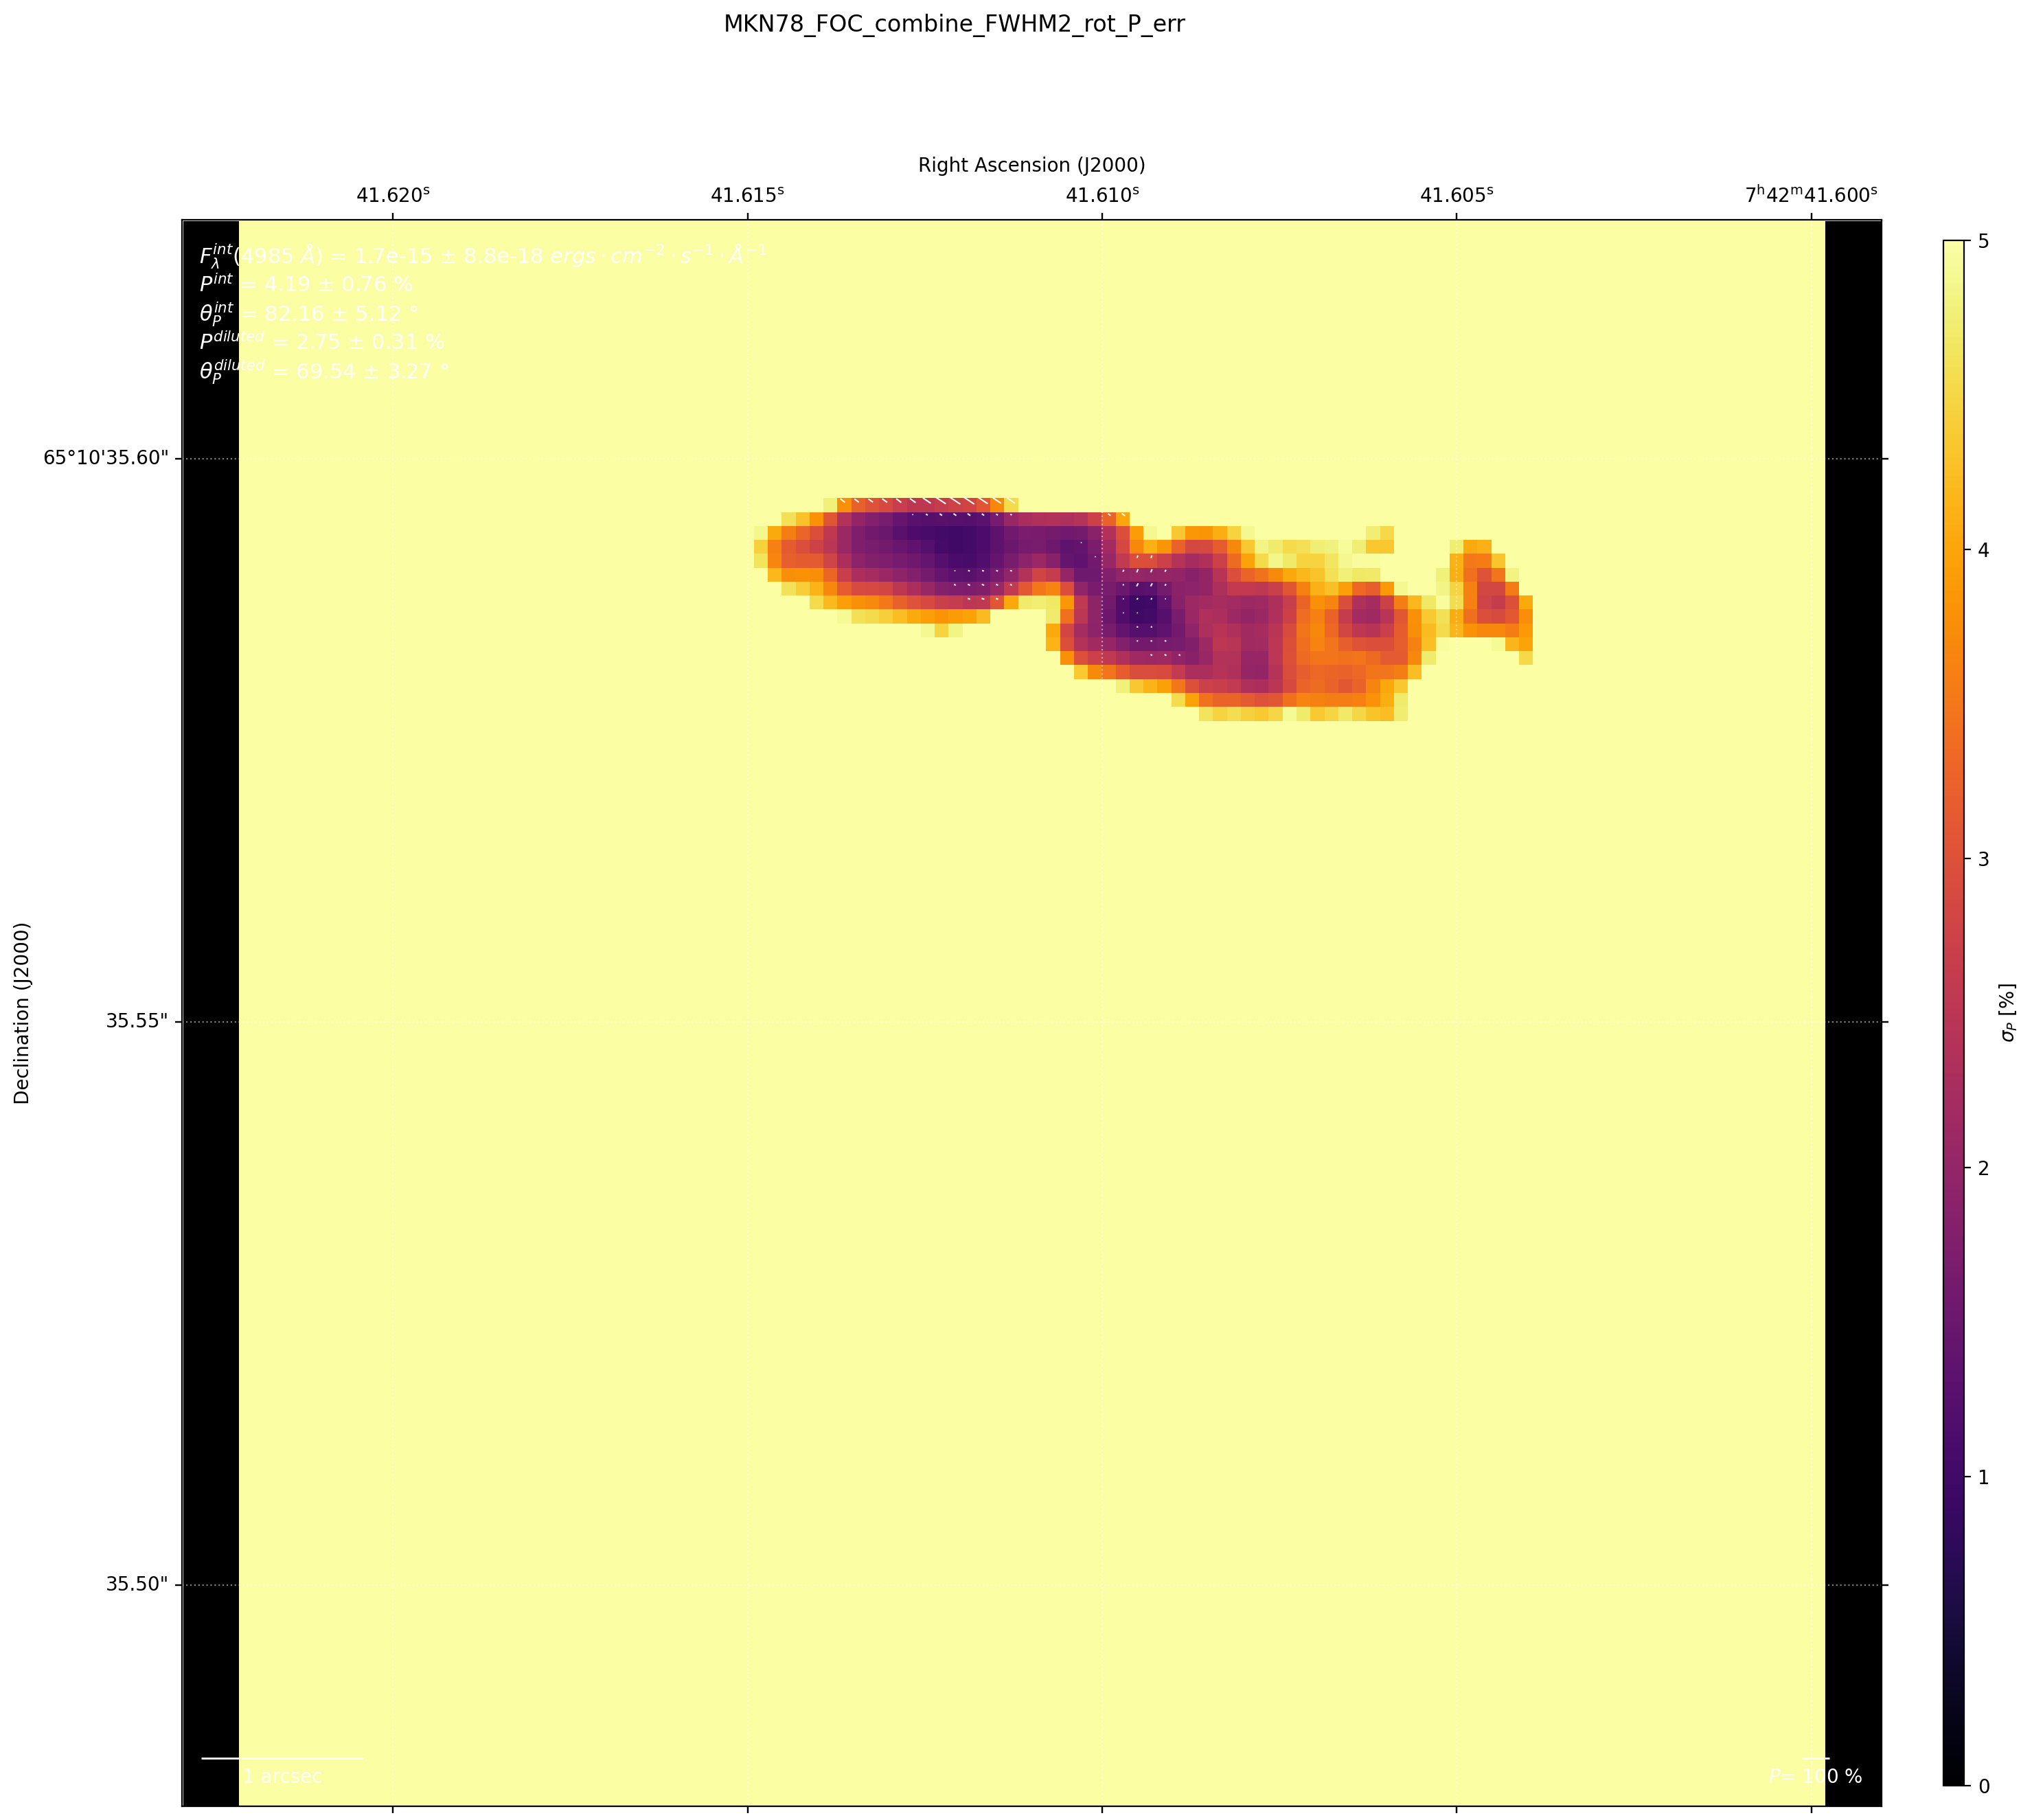 MKN78_FOC_combine_FWHM2_rot_P_err
Right Ascension (J2000)
41.620ˢ 41.615ˢ 41.610ˢ 41.605ˢ 7ʰ42ᵐ41.600ˢ
F_λ^int (4985 Å) = 1.7e-15 ± 8.8e-18 ergs · cm⁻² · s⁻¹ · Å⁻¹
P^int = 4.19 ± 0.76 %
θ_P^int = 82.16 ± 5.12 °
P^diluted = 2.75 ± 0.31 %
θ_P^diluted = 69.54 ± 3.27 °
65°10'35.60"
35.55"
35.50"
Declination (J2000)
1 arcsec
P= 100 %
5
4
3
2
1
0
σ_P [%]